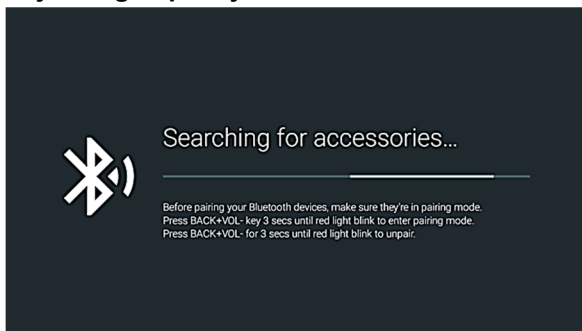 Searching for accessories...
Before pairing your Bluetooth devices, make sure they're in pairing mode.
Press BACK+VOL- key 3 secs until red light blink to enter pairing mode.
Press BACK+VOL- for 3 secs until red light blink to unpair.